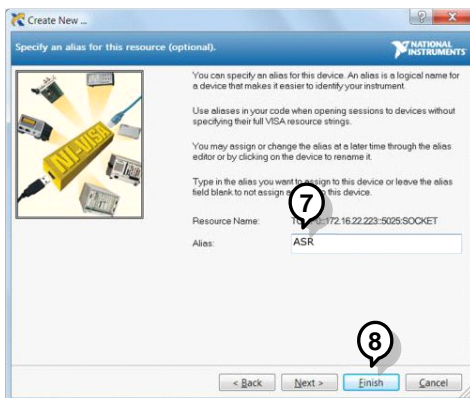 Create New ...
Specify an alias for this resource (optional).
NATIONAL
INSTRUMENTS
You can specify an alias for this device. An alias is a logical name for
a device that makes it easier to identify your instrument.
Use aliases in your code when opening sessions to devices without
specifying their full VISA resource strings.
You may assign or change the alias at a later time through the alias
editor or by clicking on the device to rename it.
Type in the alias you want to assign to this device or leave the alias
field blank to not assign to this device.
NI-VISA
7
Resource Name: ::172.16.22.223::5025::SOCKET
Alias: ASR
8
< Back Next > Finish Cancel